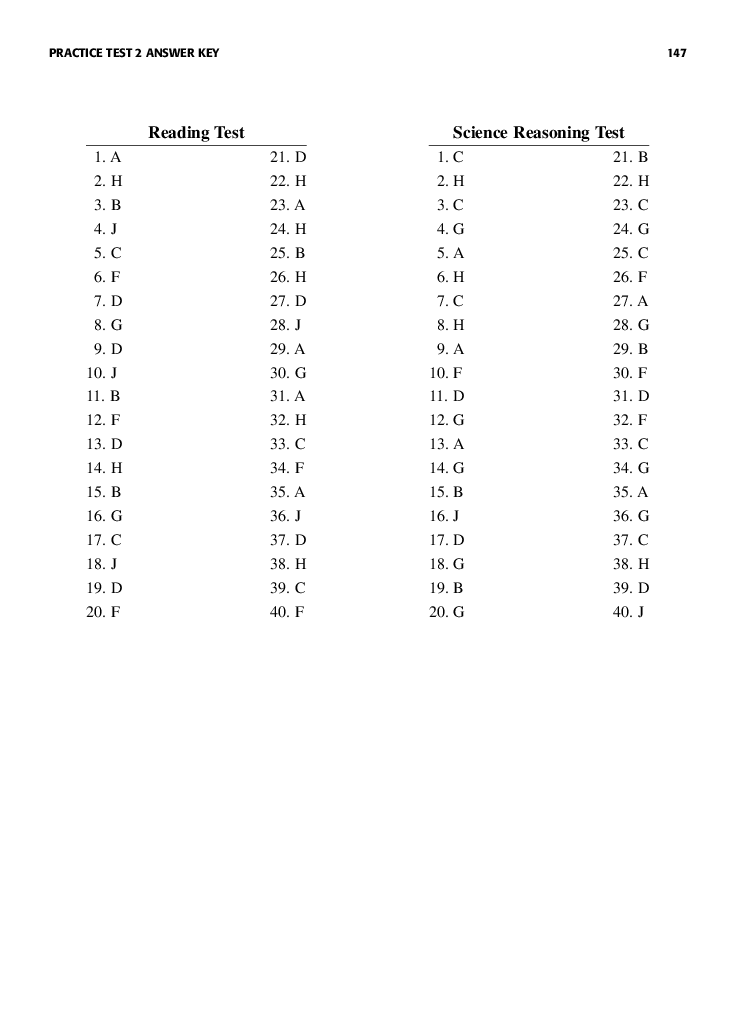 PRACTICE TEST 2 ANSWER KEY 147
Reading Test
1. A 21. D
2. H 22. H
3. B 23. A
4. J 24. H
5. C 25. B
6. F 26. H
7. D 27. D
8. G 28. J
9. D 29. A
10. J 30. G
11. B 31. A
12. F 32. H
13. D 33. C
14. H 34. F
15. B 35. A
16. G 36. J
17. C 37. D
18. J 38. H
19. D 39. C
20. F 40. F
Science Reasoning Test
1. C 21. B
2. H 22. H
3. C 23. C
4. G 24. G
5. A 25. C
6. H 26. F
7. C 27. A
8. H 28. G
9. A 29. B
10. F 30. F
11. D 31. D
12. G 32. F
13. A 33. C
14. G 34. G
15. B 35. A
16. J 36. G
17. D 37. C
18. G 38. H
19. B 39. D
20. G 40. J